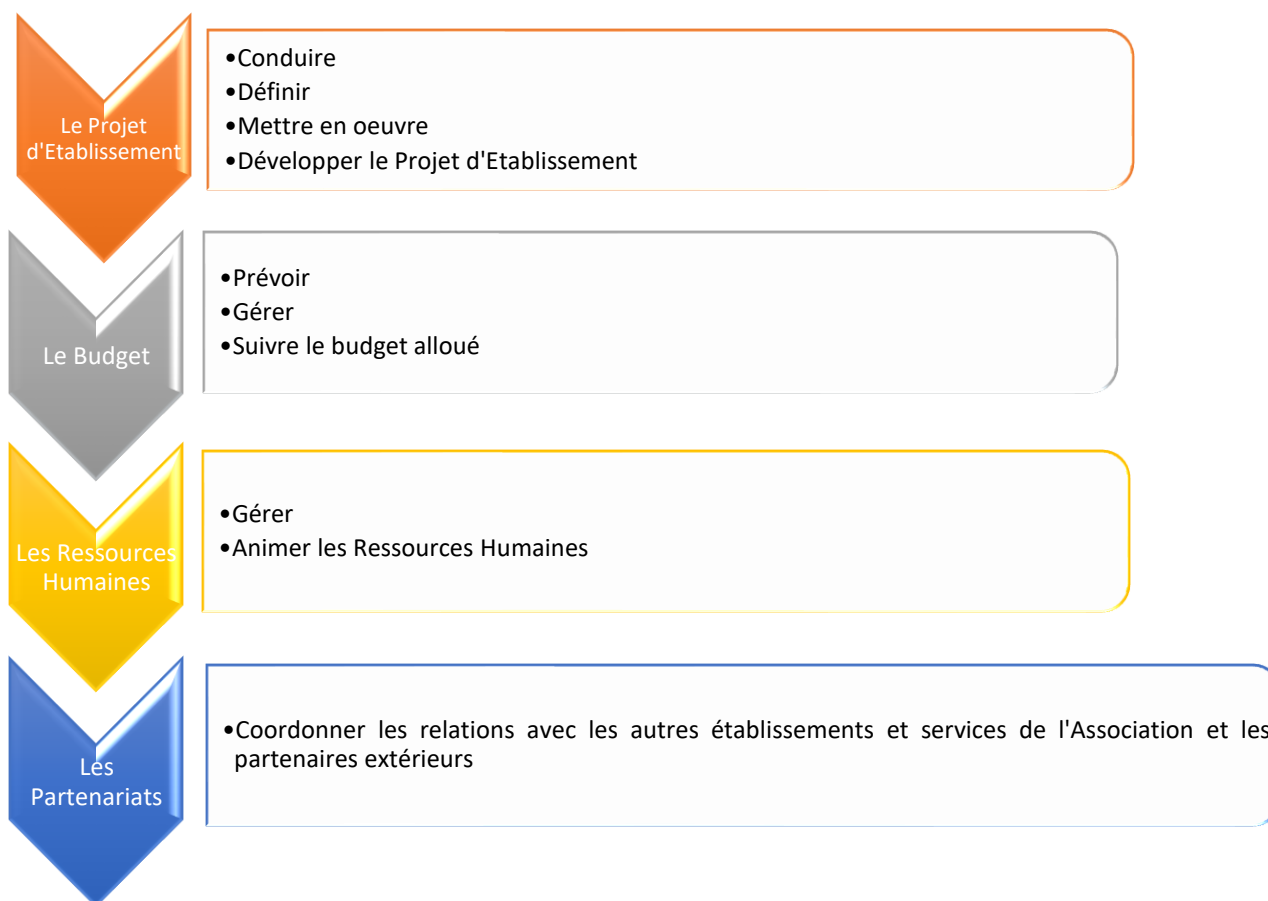 Le Projet
d'Etablissement
•Conduire
•Définir
•Mettre en oeuvre
•Développer le Projet d'Etablissement
Le Budget
•Prévoir
•Gérer
•Suivre le budget alloué
Les Ressources
Humaines
•Gérer
•Animer les Ressources Humaines
Les
Partenariats
•Coordonner les relations avec les autres établissements et services de l'Association et les
partenaires extérieurs